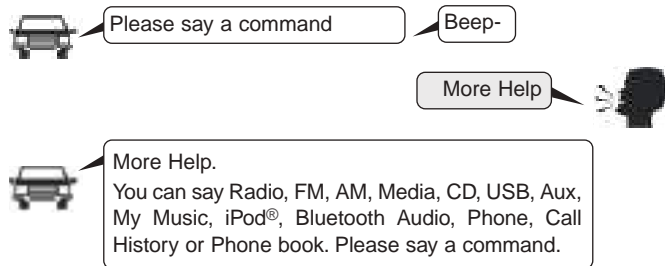 Please say a command
Beep-
More Help
More Help.
You can say Radio, FM, AM, Media, CD, USB, Aux,
My Music, iPod®, Bluetooth Audio, Phone, Call
History or Phone book. Please say a command.